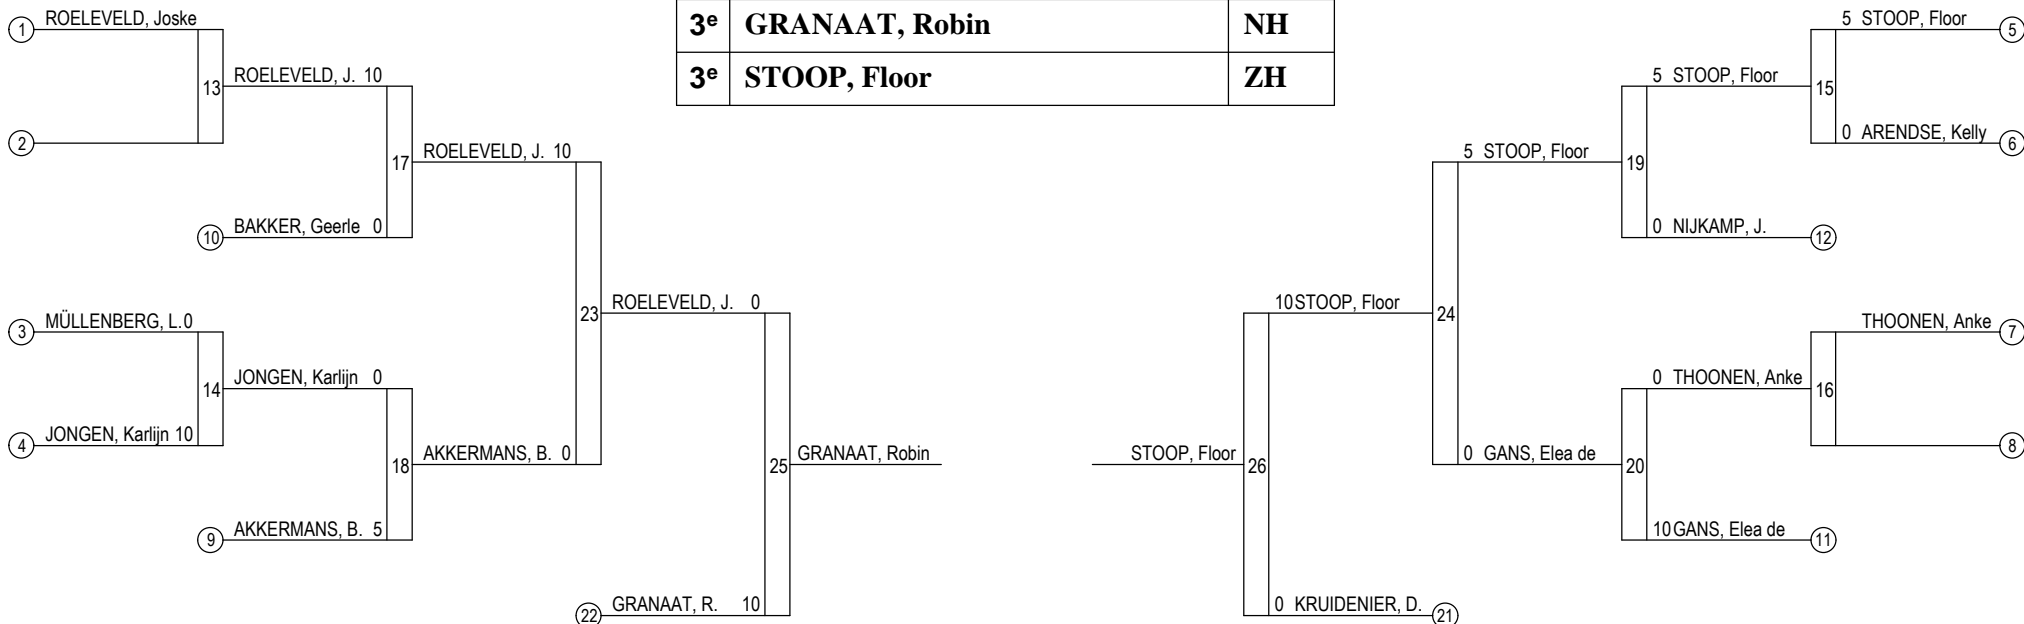 3e GRANAAT, Robin NH
3e STOOP, Floor ZH
1 ROELEVELD, Joske
2
13
ROELEVELD, J. 10
10 BAKKER, Geerle 0
17
ROELEVELD, J. 10
3 MÜLLENBERG, L. 0
4 JONGEN, Karlijn 10
14
JONGEN, Karlijn 0
9 AKKERMANS, B. 5
18
AKKERMANS, B. 0
23
ROELEVELD, J. 0
22 GRANAAT, R. 10
25
GRANAAT, Robin
5 STOOP, Floor 5
0 ARENDSE, Kelly 6
15
5 STOOP, Floor
0 NIJKAMP, J. 12
19
5 STOOP, Floor
THOONEN, Anke 7
8
16
0 THOONEN, Anke
10 GANS, Elea de 11
20
0 GANS, Elea de
24
10 STOOP, Floor
0 KRUIDENIER, D. 21
26
STOOP, Floor